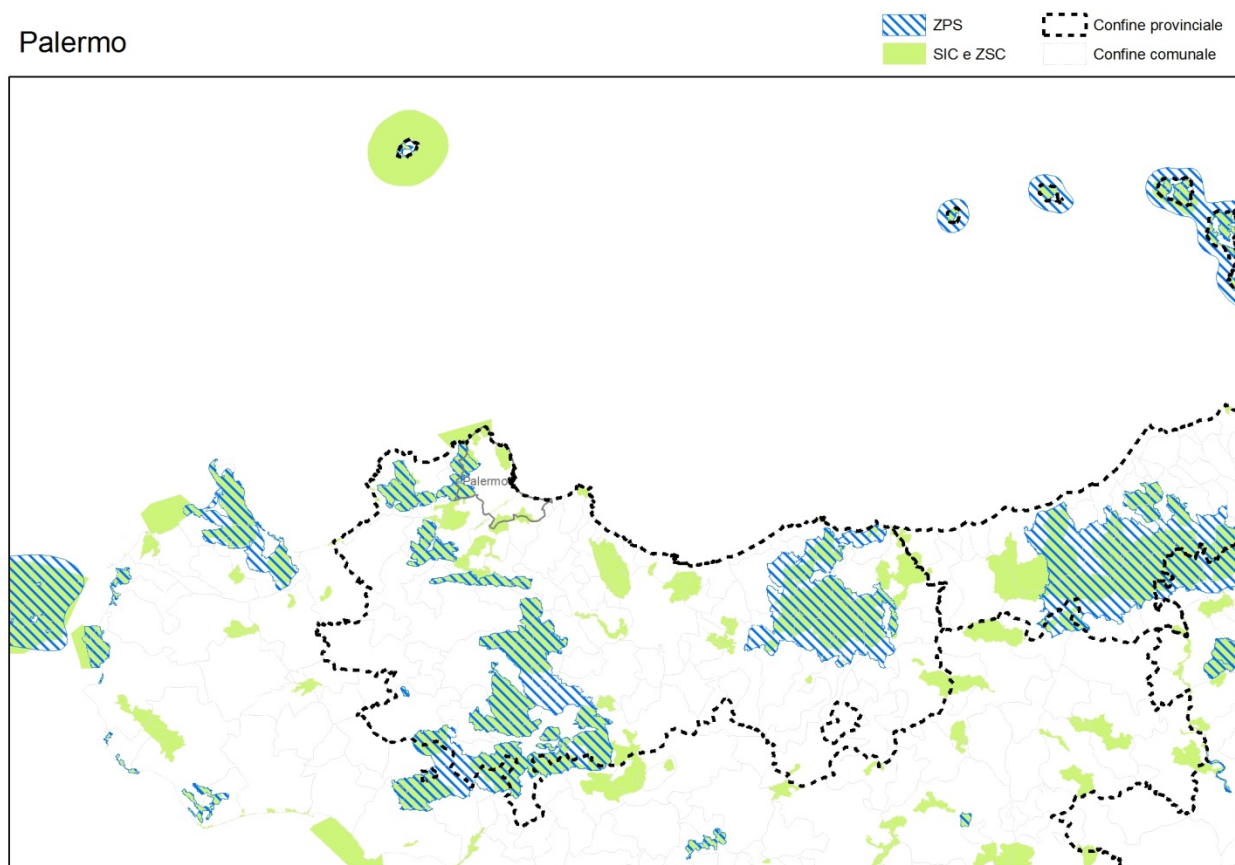 Palermo
ZPS
SIC e ZSC
Confine provinciale
Confine comunale
Palermo